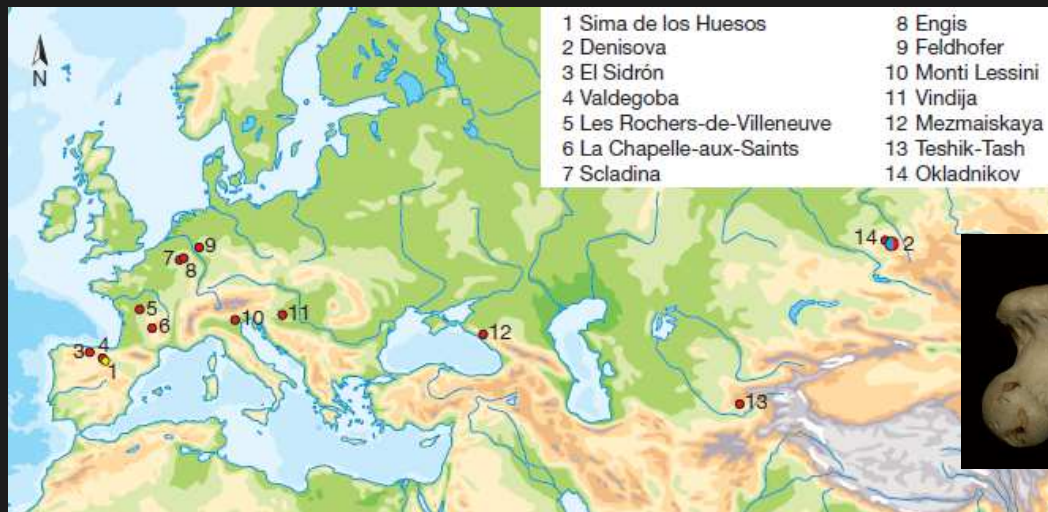 1 Sima de los Huesos
2 Denisova
3 El Sidrón
4 Valdegoba
5 Les Rochers-de-Villeneuve
6 La Chapelle-aux-Saints
7 Scladina
8 Engis
9 Feldhofer
10 Monti Lessini
11 Vindija
12 Mezmaiskaya
13 Teshik-Tash
14 Okladnikov
N
9
7
8
14
2
5
11
10
6
12
4
3
1
13